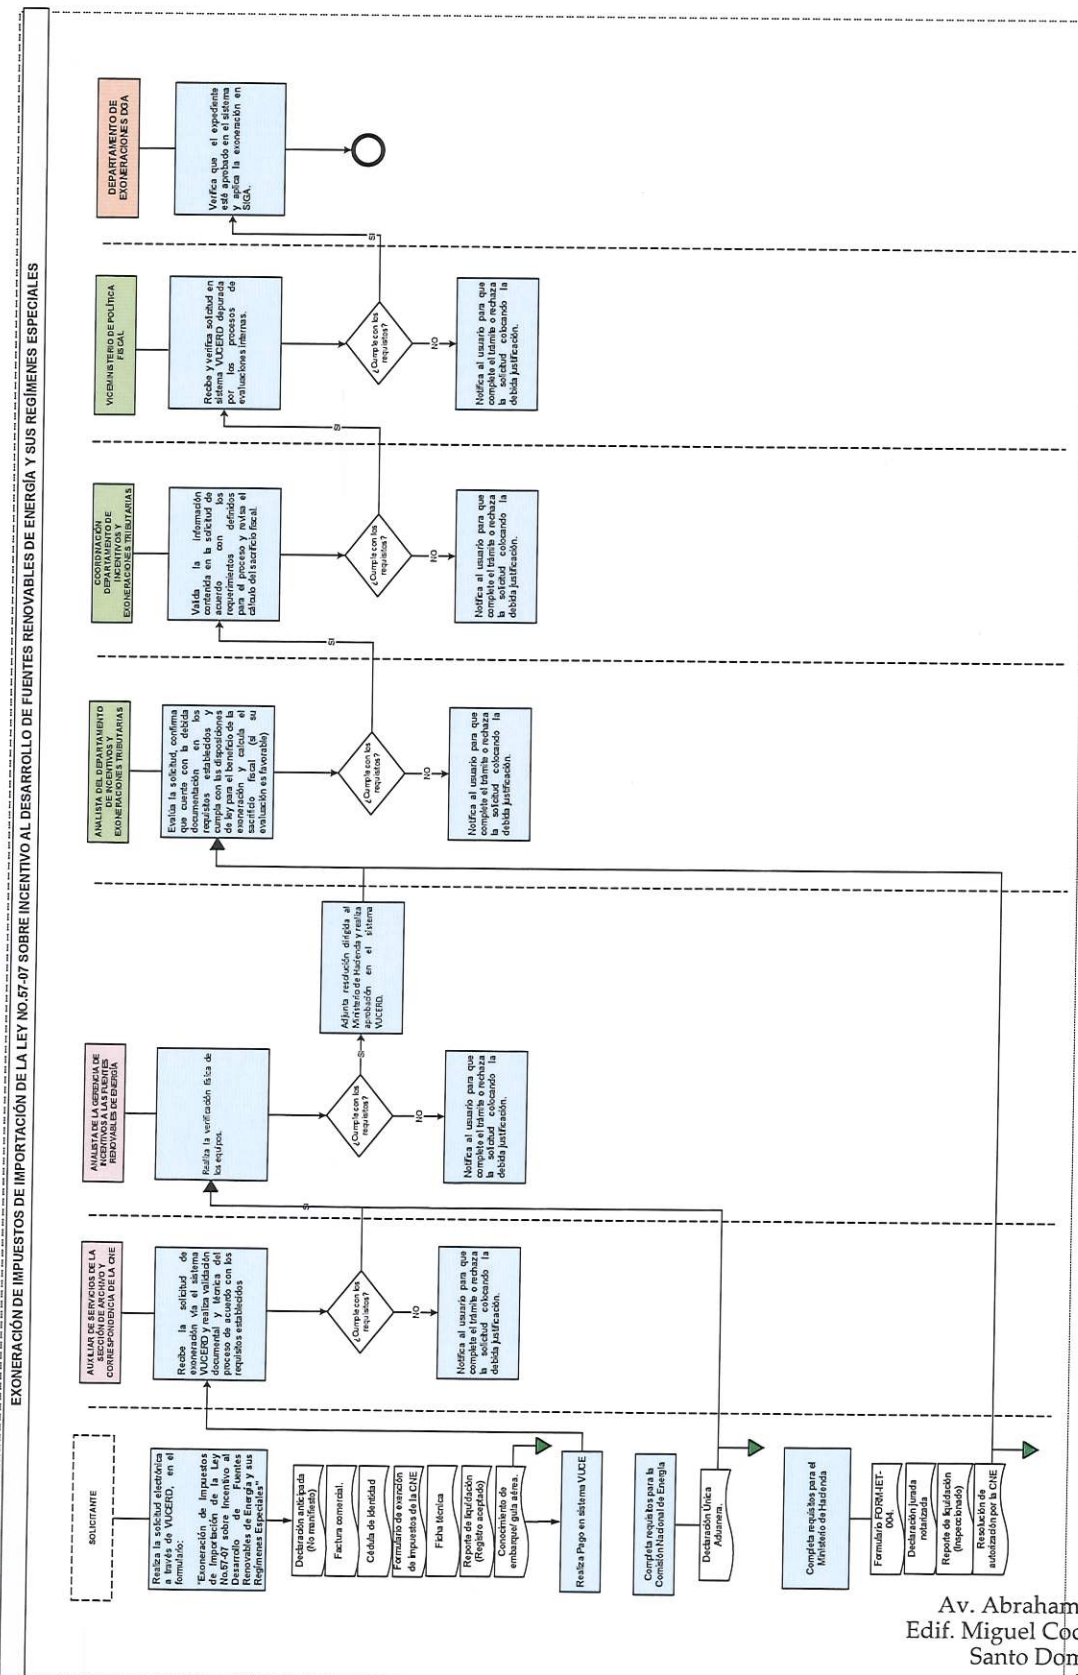 EXONERACIÓN DE IMPUESTOS DE IMPORTACIÓN DE LA LEY NO.57-07 SOBRE INCENTIVO AL DESARROLLO DE FUENTES RENOVABLES DE ENERGÍA Y SUS REGÍMENES ESPECIALES
SOLICITANTE
Realiza la solicitud electrónica
a través de VUCERD, en el
formulario:
"Exoneración de Impuestos
de Importación de la Ley
No.57-07 sobre Incentivo al
Desarrollo de Fuentes
Renovables de Energía y sus
Regímenes Especiales"
Declaración anticipada
(No manifiesto)
Factura comercial.
Cédula de identidad
Formulario de exención
de impuestos de la CNE
Ficha técnica
Reporte de liquidación
(Registro aceptado)
Conocimiento de
embarque/ guía aérea.
Realiza Pago en sistema VUCE
Completa requisitos para la
Comisión Nacional de Energía
Declaración Única
Aduanera.
Completa requisitos para el
Ministerio de Hacienda
Formulario FORM-IET-
004.
Declaración jurada
notarizada
Reporte de liquidación
(Inspeccionado)
Resolución de
autorización por la CNE
AUXILIAR DE SERVICIOS DE LA
SECCIÓN DE ARCHIVO Y
CORRESPONDENCIA DE LA CNE
Recibe la solicitud de
exoneración vía el sistema
VUCERD y realiza validación
documental y técnica del
proceso de acuerdo con los
requisitos establecidos
¿Cumple con los
requisitos?
SI
NO
Notifica al usuario para que
complete el trámite o rechaza
la solicitud colocando la
debida justificación.
ANALISTA DE LA GERENCIA DE
INCENTIVOS A LAS FUENTES
RENOVABLES DE ENERGÍA
Realiza la verificación física de
los equipos.
¿Cumple con los
requisitos?
SI
NO
Adjunta resolución dirigida al
Ministerio de Hacienda y realiza
aprobación en el sistema
VUCERD.
Notifica al usuario para que
complete el trámite o rechaza
la solicitud colocando la
debida justificación.
ANALISTA DEL DEPARTAMENTO
DE INCENTIVOS Y
EXONERACIONES TRIBUTARIAS
Evalúa la solicitud, confirma
que cuente con la debida
documentación en los
requisitos establecidos y
cumpla con las disposiciones
de ley para el beneficio de la
exoneración y calcula el
sacrificio fiscal (si su
evaluación es favorable)
¿Cumple con los
requisitos?
SI
NO
Notifica al usuario para que
complete el trámite o rechaza
la solicitud colocando la
debida justificación.
COORDINACIÓN
DEPARTAMENTO DE
INCENTIVOS Y
EXONERACIONES TRIBUTARIAS
Valida la información
contenida en la solicitud de
acuerdo con los
requerimientos definidos
para el proceso y revisa el
cálculo del sacrificio fiscal.
¿Cumple con los
requisitos?
SI
NO
Notifica al usuario para que
complete el trámite o rechaza
la solicitud colocando la
debida justificación.
VICEMINISTERIO DE POLÍTICA
FISCAL
Recibe y verifica solicitud en
sistema VUCERD depurada
por los procesos de
evaluaciones internas.
¿Cumple con los
requisitos?
SI
NO
Notifica al usuario para que
complete el trámite o rechaza
la solicitud colocando la
debida justificación.
DEPARTAMENTO DE
EXONERACIONES DGA
Verifica que el expediente
esté aprobado en el sistema
y aplica la exoneración en
SIGA.
Av. Abraham
Edif. Miguel Coc
Santo Dom